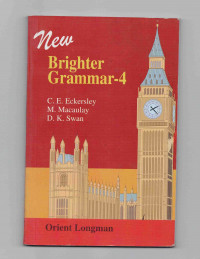 New
Brighter
Grammar-4
C. E. Eckersley
M. Macaulay
D. K. Swan
Orient Longman